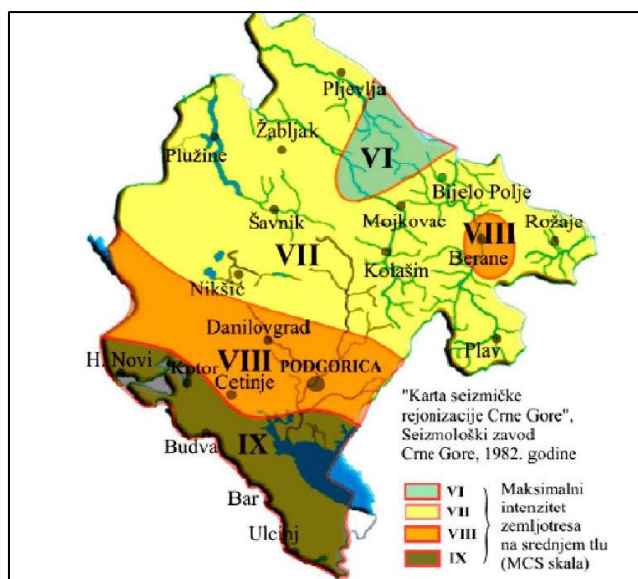 Pljevlja
Žabljak
Plužine
VI
Bijelo Polje
Šavnik
Mojkovac
VIII
Rožaje
Berane
VII
Kolašin
Nikšić
Danilovgrad
Plav
H. Novi
Kotor
VIII
PODGORICA
Cetinje
IX
Budva
Bar
Ulcinj
"Karta seizmičke
rejonizacije Crne Gore",
Seizmološki zavod
Crne Gore, 1982. godine
VI
VII
VIII
IX
Maksimalni
intenzitet
zemljotresa
na srednjem tlu
(MCS skala)